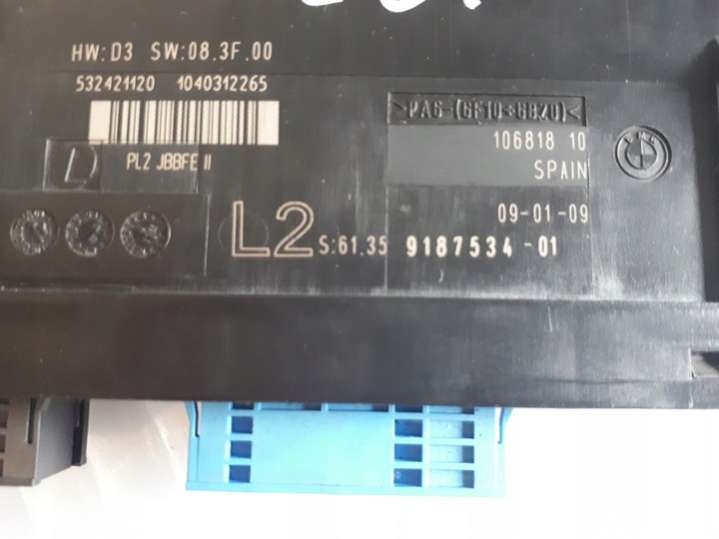 HW:D3 SW:08.3F.00
532421120 1040312265
>PA6-(GF10+GB20)<
106818 10
PL2 JBBFE II
SPAIN
09-01-09
L2 S:61.35 9187534-01